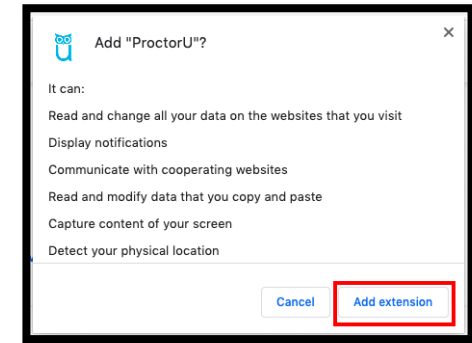 Add "ProctorU"?
It can:
Read and change all your data on the websites that you visit
Display notifications
Communicate with cooperating websites
Read and modify data that you copy and paste
Capture content of your screen
Detect your physical location
Cancel Add extension